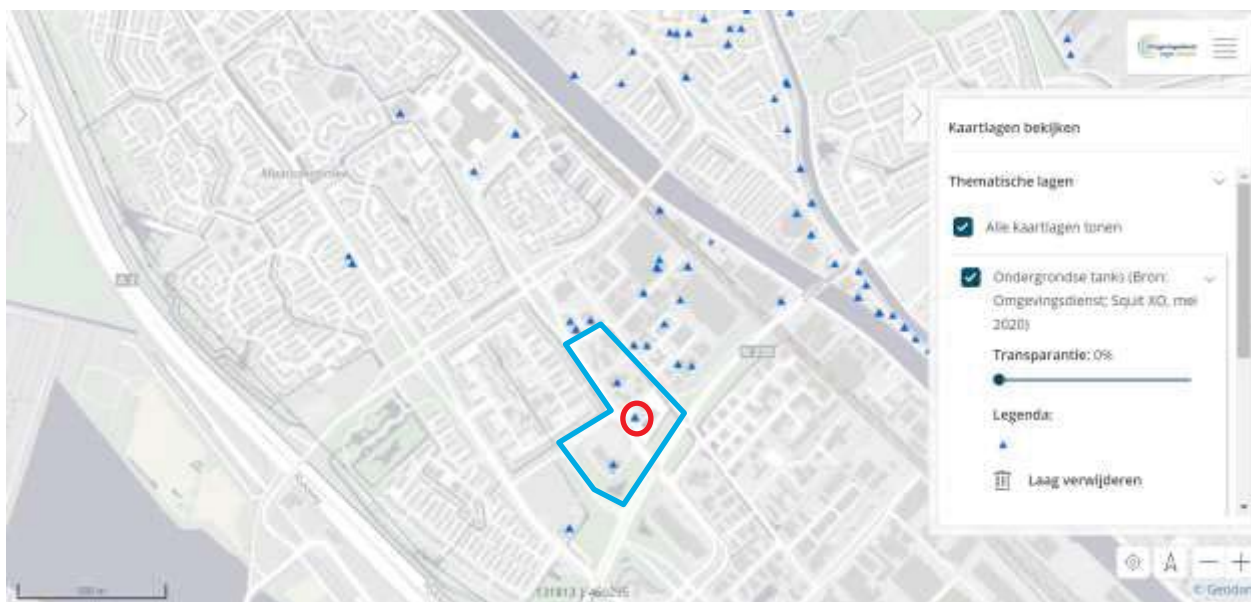 Kaartlagen bekijken
Thematische lagen
Alle kaartlagen tonen
Ondergrondse tanks (Bron:
Omgevingsdienst; Squit XO, mei
2020)
Transparantie: 0%
Legenda:
Laag verwijderen